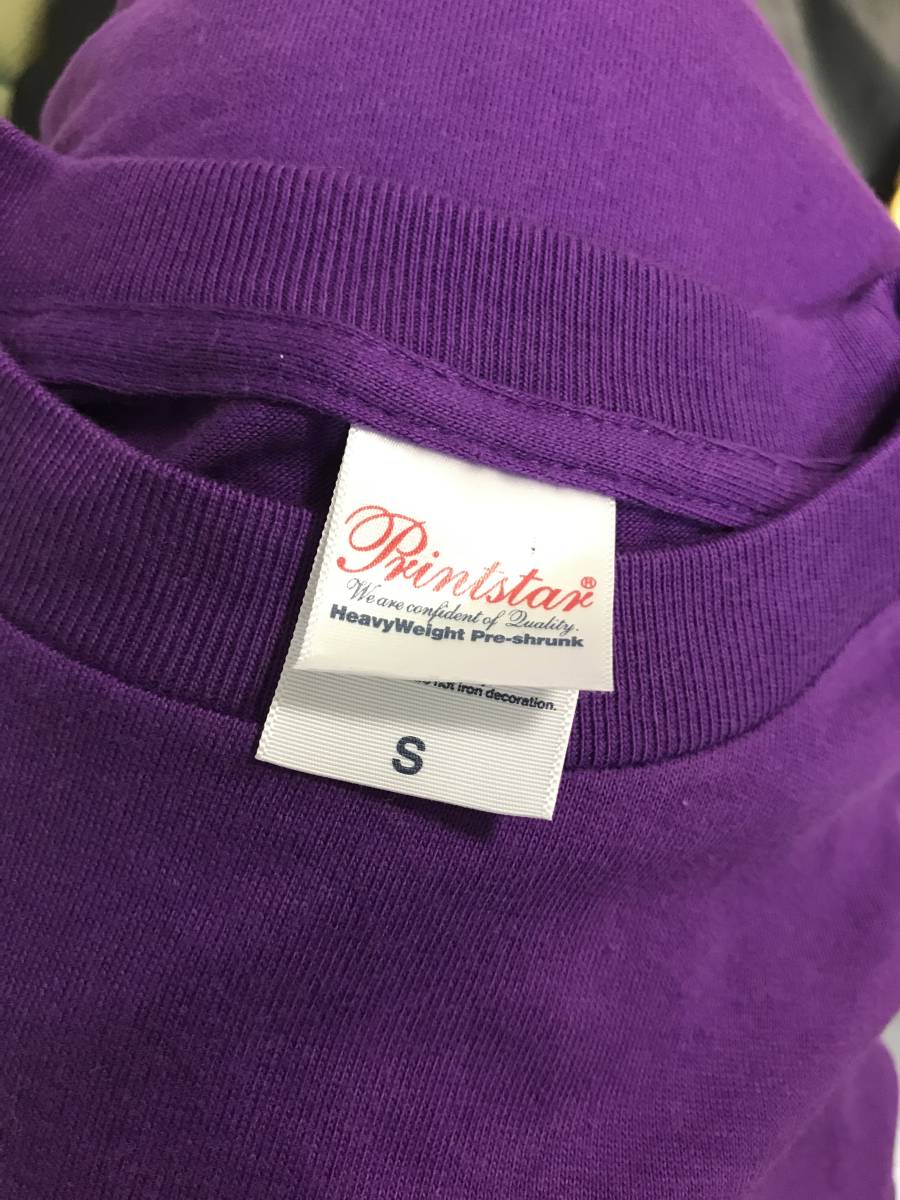 Printstar®
We are confident of Quality.
HeavyWeight Pre-shrunk
not iron decoration.
S